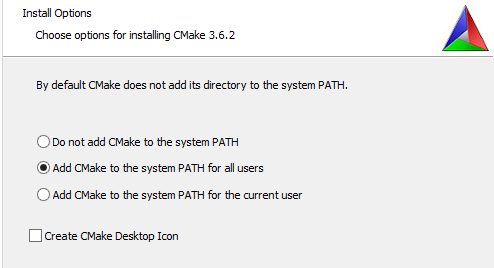 Install Options
Choose options for installing CMake 3.6.2
By default CMake does not add its directory to the system PATH.
Do not add CMake to the system PATH
Add CMake to the system PATH for all users
Add CMake to the system PATH for the current user
Create CMake Desktop Icon